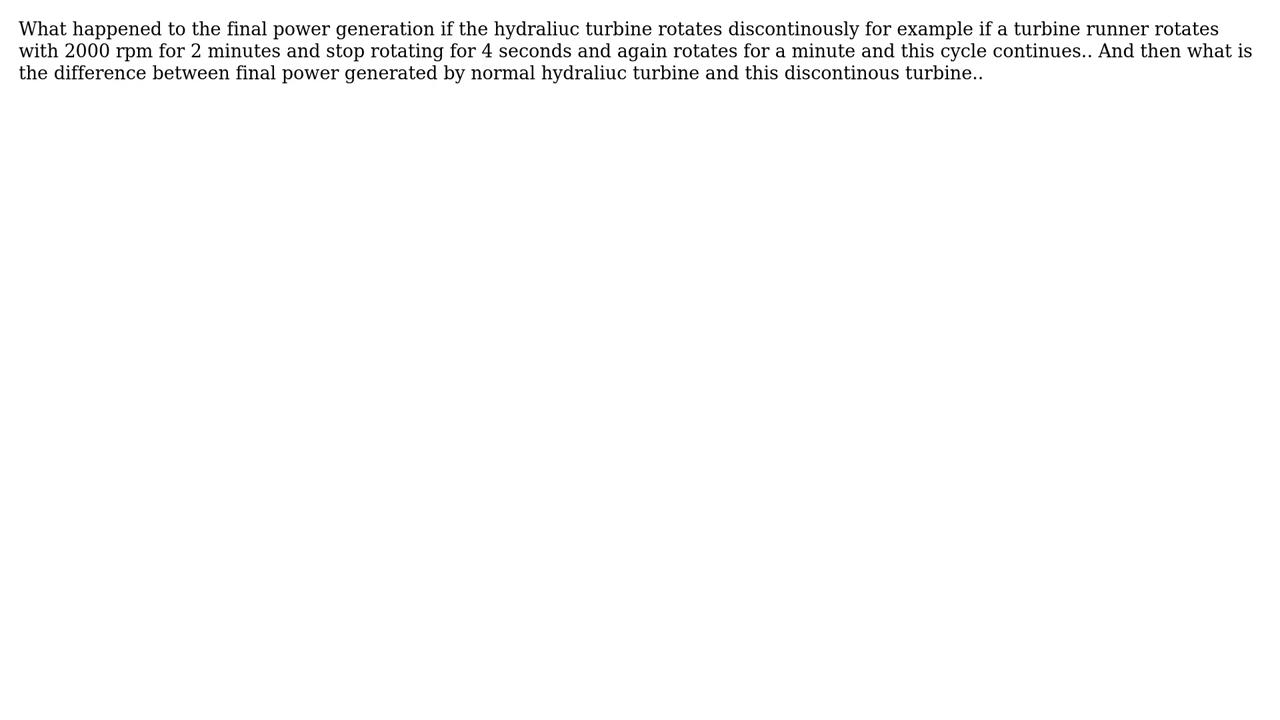 What happened to the final power generation if the hydraliuc turbine rotates discontinously for example if a turbine runner rotates
with 2000 rpm for 2 minutes and stop rotating for 4 seconds and again rotates for a minute and this cycle continues.. And then what is
the difference between final power generated by normal hydraliuc turbine and this discontinous turbine..